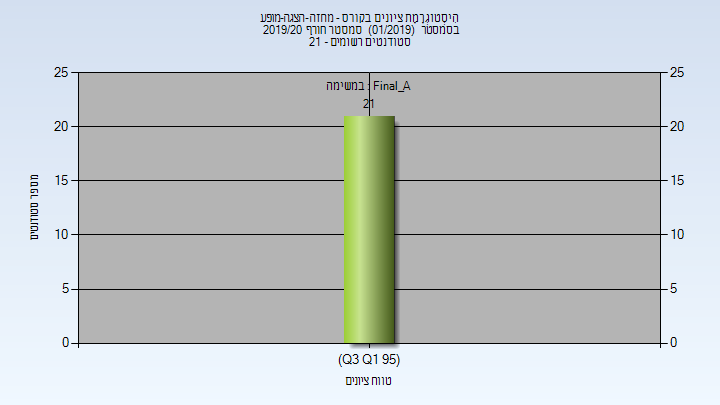 היסטוגרמת ציונים בקורס - מחזה-הצגה-מופע
בסמסטר (01/2019) סמסטר חורף 2019/20
סטודנטים רשומים - 21
במשימה : Final_A
21
25
20
15
10
5
0
25
20
15
10
5
0
מספר סטודנטים
(Q3 Q1 95)
טווח ציונים